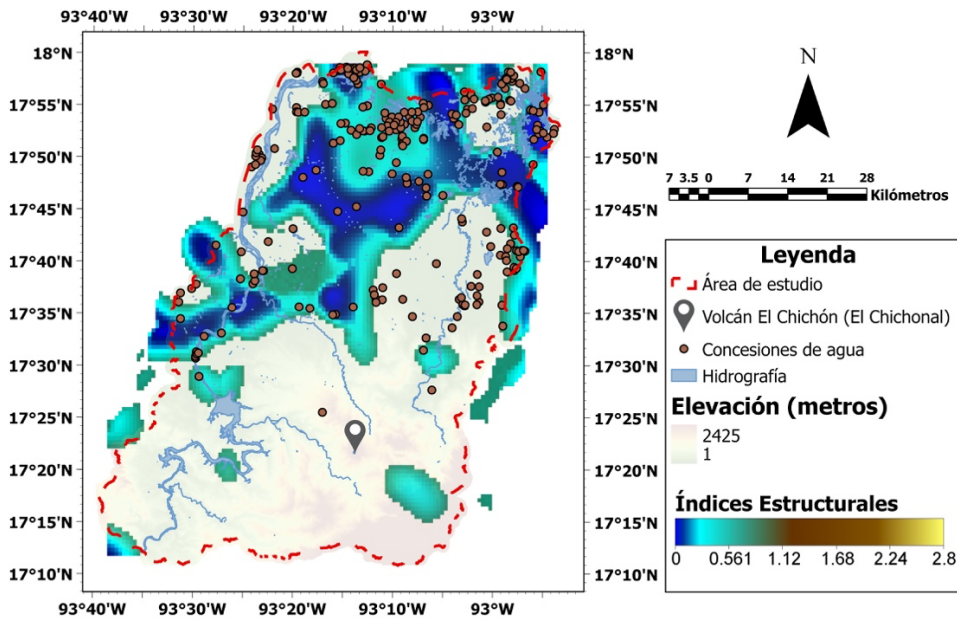 93°40'W 93°30'W 93°20'W 93°10'W 93°W
18°N 18°N
17°55'N 17°55'N
17°50'N 17°50'N
17°45'N 17°45'N
17°40'N 17°40'N
17°35'N 17°35'N
17°30'N 17°30'N
17°25'N 17°25'N
17°20'N 17°20'N
17°15'N 17°15'N
17°10'N 17°10'N
93°40'W 93°30'W 93°20'W 93°10'W 93°W
N
7 3.5 0 7 14 21 28
Kilómetros
Leyenda
Área de estudio
Volcán El Chichón (El Chichonal)
Concesiones de agua
Hidrografía
Elevación (metros)
2425
1
Índices Estructurales
0 0.561 1.12 1.68 2.24 2.8